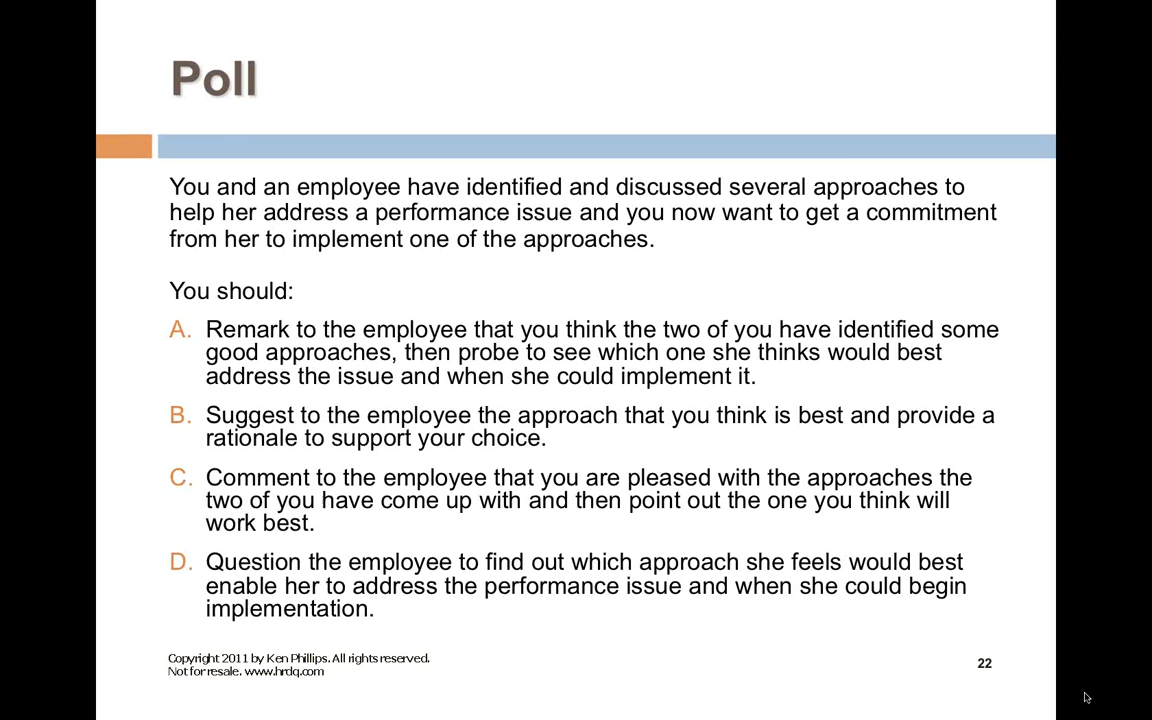 Poll
You and an employee have identified and discussed several approaches to
help her address a performance issue and you now want to get a commitment
from her to implement one of the approaches.
You should:
A. Remark to the employee that you think the two of you have identified some
good approaches, then probe to see which one she thinks would best
address the issue and when she could implement it.
B. Suggest to the employee the approach that you think is best and provide a
rationale to support your choice.
C. Comment to the employee that you are pleased with the approaches the
two of you have come up with and then point out the one you think will
work best.
D. Question the employee to find out which approach she feels would best
enable her to address the performance issue and when she could begin
implementation.
Copyright 2011 by Ken Phillips. All rights reserved.
Not for resale. www.hrdq.com
22